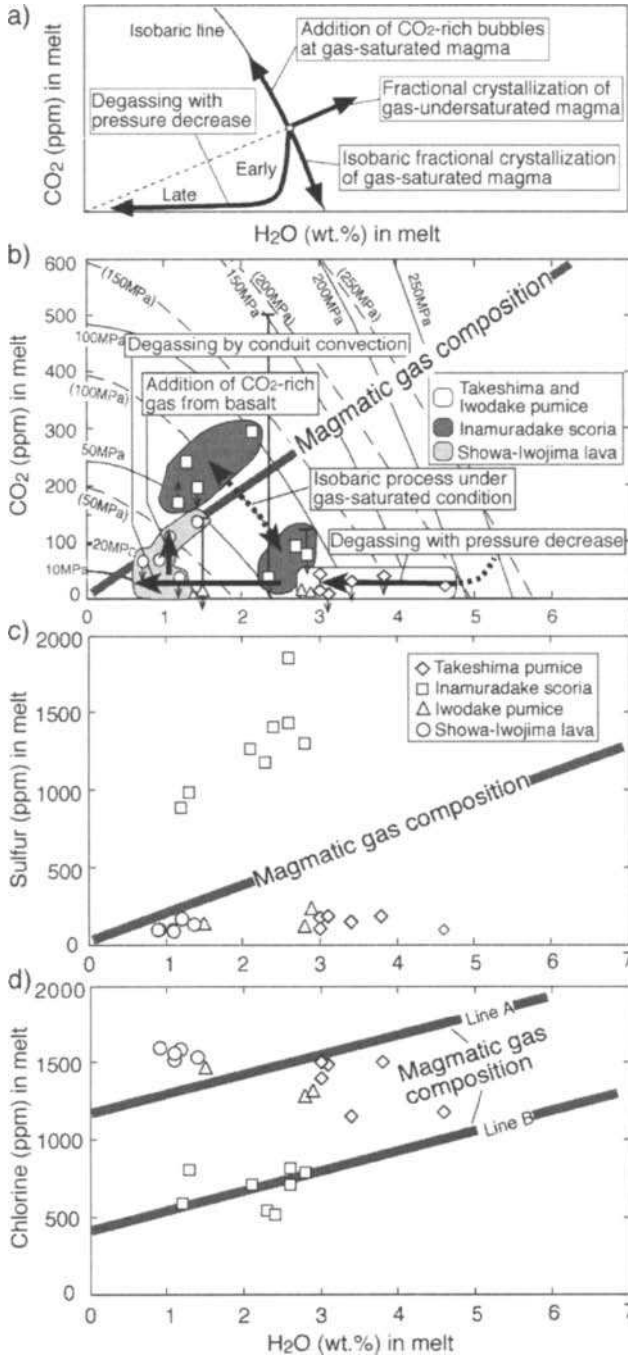 a)
Isobaric line
Addition of CO2-rich bubbles
at gas-saturated magma
Degassing with
pressure decrease
Fractional crystallization of
gas-undersaturated magma
Early
Isobaric fractional crystallization
of gas-saturated magma
Late
CO2 (ppm) in melt
H2O (wt.%) in melt
b)
600
500
400
300
200
100
0
CO2 (ppm) in melt
(150MPa)
150MPa
(200MPa)
200MPa
(250MPa)
250MPa
100MPa
Degassing by conduit convection
(100MPa)
Addition of CO2-rich
gas from basalt
Magmatic gas composition
Takeshima and
Iwodake pumice
Inamuradake scoria
Showa-Iwojima lava
50MPa
(50MPa)
Isobaric process under
gas-saturated condition
20MPa
Degassing with pressure decrease
10MPa
0 1 2 3 4 5 6 7
c)
2000
1500
1000
500
0
Sulfur (ppm) in melt
Takeshima pumice
Inamuradake scoria
Iwodake pumice
Showa-Iwojima lava
Magmatic gas composition
0 1 2 3 4 5 6 7
d)
2000
1500
1000
500
0
Chlorine (ppm) in melt
Line A
Magmatic gas
composition
Line B
0 1 2 3 4 5 6 7
H2O (wt.%) in melt